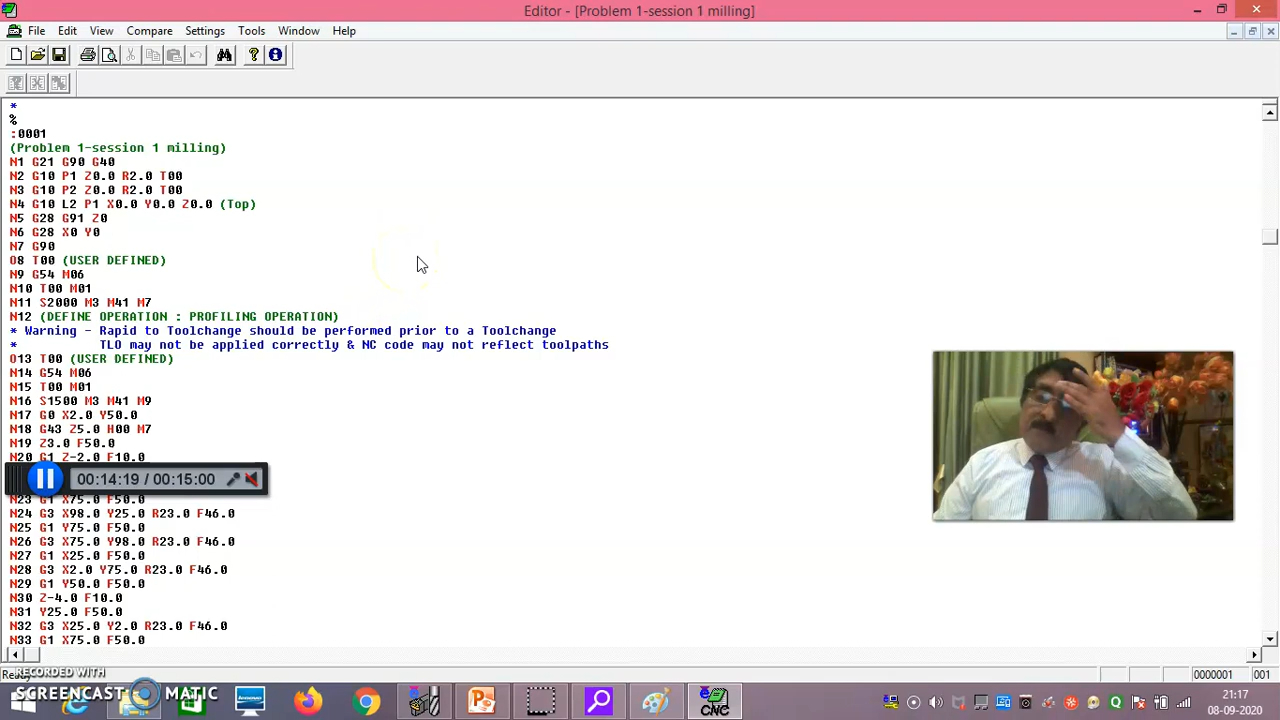 Editor - [Problem 1-session 1 milling]
File Edit View Compare Settings Tools Window Help
*
%
:0001
(Problem 1-session 1 milling)
N1 G21 G90 G40
N2 G10 P1 Z0.0 R2.0 T00
N3 G10 P2 Z0.0 R2.0 T00
N4 G10 L2 P1 X0.0 Y0.0 Z0.0 (Top)
N5 G28 G91 Z0
N6 G28 X0 Y0
N7 G90
O8 T00 (USER DEFINED)
N9 G54 M06
N10 T00 M01
N11 S2000 M3 M41 M7
N12 (DEFINE OPERATION : PROFILING OPERATION)
* Warning - Rapid to Toolchange should be performed prior to a Toolchange
* TLO may not be applied correctly & NC code may not reflect toolpaths
O13 T00 (USER DEFINED)
N14 G54 M06
N15 T00 M01
N16 S1500 M3 M41 M9
N17 G0 X2.0 Y50.0
N18 G43 Z5.0 H00 M7
N19 Z3.0 F50.0
N20 G1 Z-2.0 F10.0
00:14:19 / 00:15:00
N23 G1 X75.0 F50.0
N24 G3 X98.0 Y25.0 R23.0 F46.0
N25 G1 Y75.0 F50.0
N26 G3 X75.0 Y98.0 R23.0 F46.0
N27 G1 X25.0 F50.0
N28 G3 X2.0 Y75.0 R23.0 F46.0
N29 G1 Y50.0 F50.0
N30 Z-4.0 F10.0
N31 Y25.0 F50.0
N32 G3 X25.0 Y2.0 R23.0 F46.0
N33 G1 X75.0 F50.0
RECORDED WITH
Ready 0000001 001
SCREENCAST MATIC
CNC
21:17
08-09-2020